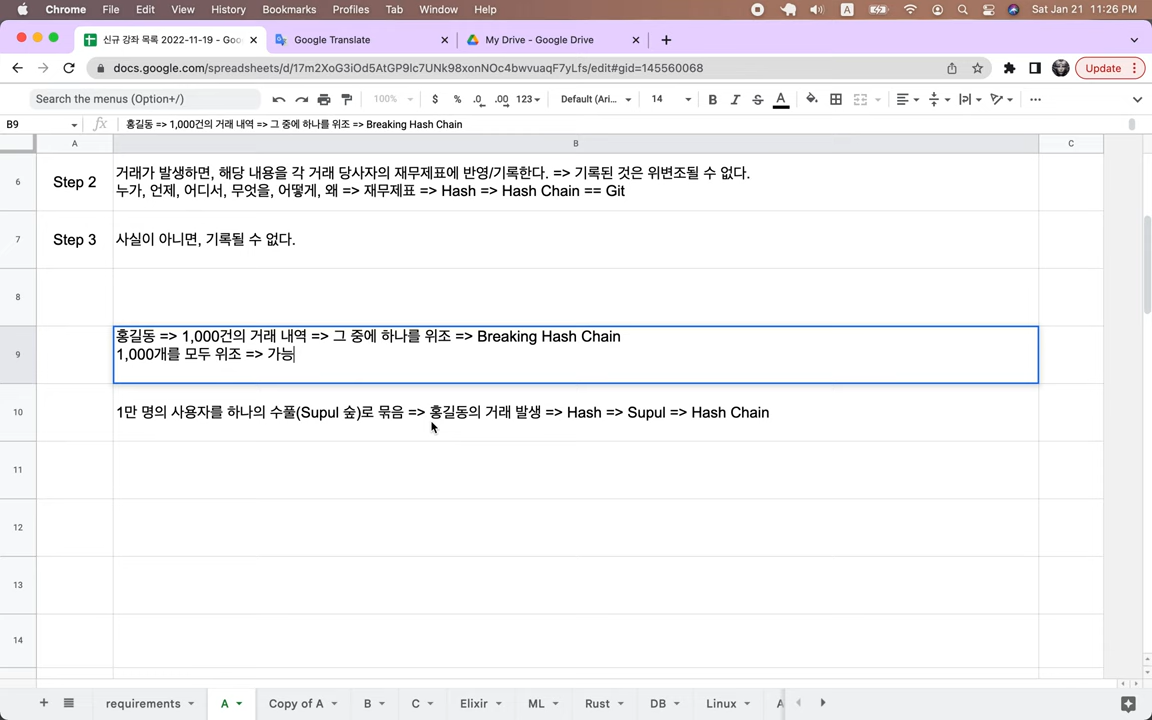 Chrome File Edit View History Bookmarks Profiles Tab Window Help A Sat Jan 21 11:26 PM
신규 강좌 목록 2022-11-19 - Goo Google Translate My Drive - Google Drive
docs.google.com/spreadsheets/d/17m2XoG3iOd5AtGP9lc7UNk98xonNOc4bwvuaqF7yLfs/edit#gid=145560068 Update
Search the menus (Option+/) 100% $ % .0 .00 123 Default (Ari... 14 B I S A
B9 fx 홍길동 => 1,000건의 거래 내역 => 그 중에 하나를 위조 => Breaking Hash Chain
A B C
6 Step 2 거래가 발생하면, 해당 내용을 각 거래 당사자의 재무제표에 반영/기록한다. => 기록된 것은 위변조될 수 없다.
누가, 언제, 어디서, 무엇을, 어떻게, 왜 => 재무제표 => Hash => Hash Chain == Git
7 Step 3 사실이 아니면, 기록될 수 없다.
8
9 홍길동 => 1,000건의 거래 내역 => 그 중에 하나를 위조 => Breaking Hash Chain
1,000개를 모두 위조 => 가능
10 1만 명의 사용자를 하나의 수풀(Supul 숲)로 묶음 => 홍길동의 거래 발생 => Hash => Supul => Hash Chain
11
12
13
14
requirements A Copy of A B C Elixir ML Rust DB Linux A